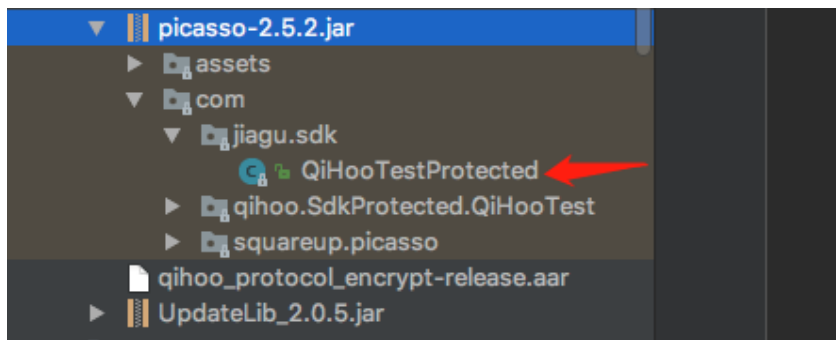 picasso-2.5.2.jar
assets
com
jiagu.sdk
QiHooTestProtected
qihoo.SdkProtected.QiHooTest
squareup.picasso
qihoo_protocol_encrypt-release.aar
UpdateLib_2.0.5.jar